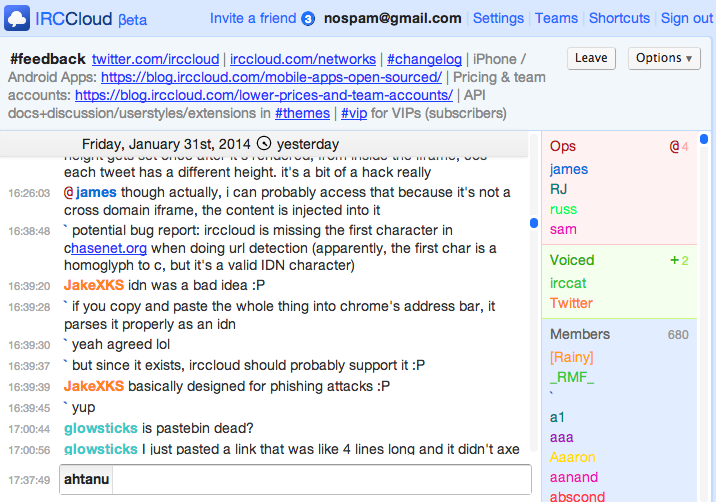 IRCCloud βeta
Invite a friend 3 nospam@gmail.com Settings Teams Shortcuts Sign out
#feedback twitter.com/irccloud | irccloud.com/networks | #changelog | iPhone /
Android Apps: https://blog.irccloud.com/mobile-apps-open-sourced/ | Pricing & team
accounts: https://blog.irccloud.com/lower-prices-and-team-accounts/ | API
docs+discussion/userstyles/extensions in #themes | #vip for VIPs (subscribers)
Leave
Options ▾
Friday, January 31st, 2014 yesterday
height gets set once after it's rendered, from inside the iframe, cos
each tweet has a different height. it's a bit of a hack really
16:26:03 @james though actually, i can probably access that because it's not a
cross domain iframe, the content is injected into it
16:38:48 ` potential bug report: irccloud is missing the first character in
chasenet.org when doing url detection (apparently, the first char is a
homoglyph to c, but it's a valid IDN character)
16:39:20 JakeXKS idn was a bad idea :P
16:39:28 ` if you copy and paste the whole thing into chrome's address bar, it
parses it properly as an idn
16:39:30 ` yeah agreed lol
16:39:37 ` but since it exists, irccloud should probably support it :P
16:39:39 JakeXKS basically designed for phishing attacks :P
16:39:45 ` yup
17:00:44 glowsticks is pastebin dead?
17:00:56 glowsticks I just pasted a link that was like 4 lines long and it didn't axe
17:37:49 ahtanu
Ops @ 4
james
RJ
russ
sam
Voiced + 2
irccat
Twitter
Members 680
[Rainy]
_RMF_
`
a1
aaa
Aaaron
aanand
abscond